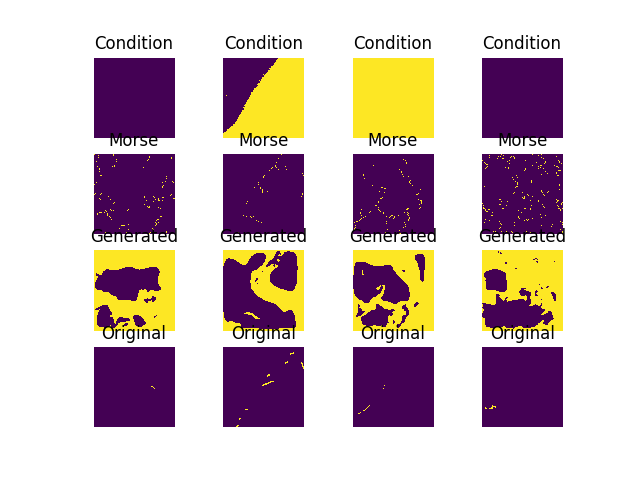 Condition Condition Condition Condition
Morse Morse Morse Morse
Generated Generated Generated Generated
Original Original Original Original